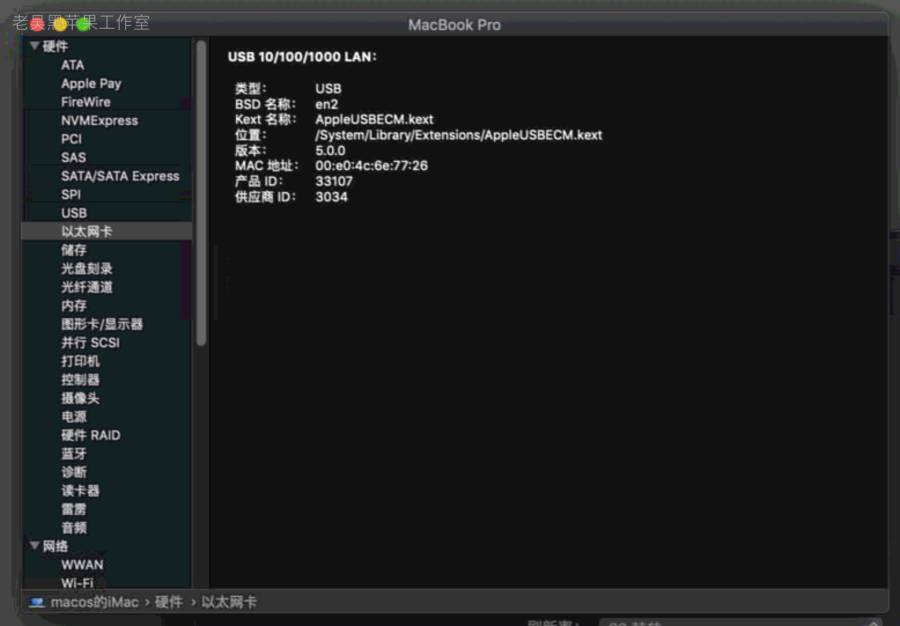 老吴黑苹果工作室
MacBook Pro
硬件
ATA
Apple Pay
FireWire
NVMExpress
PCI
SAS
SATA/SATA Express
SPI
USB
以太网卡
储存
光盘刻录
光纤通道
内存
图形卡/显示器
并行 SCSI
打印机
控制器
摄像头
电源
硬件 RAID
蓝牙
诊断
读卡器
雷雳
音频
网络
WWAN
Wi-Fi
USB 10/100/1000 LAN:
类型: USB
BSD 名称: en2
Kext 名称: AppleUSBECM.kext
位置: /System/Library/Extensions/AppleUSBECM.kext
版本: 5.0.0
MAC 地址: 00:e0:4c:6e:77:26
产品 ID: 33107
供应商 ID: 3034
macos的iMac › 硬件 › 以太网卡